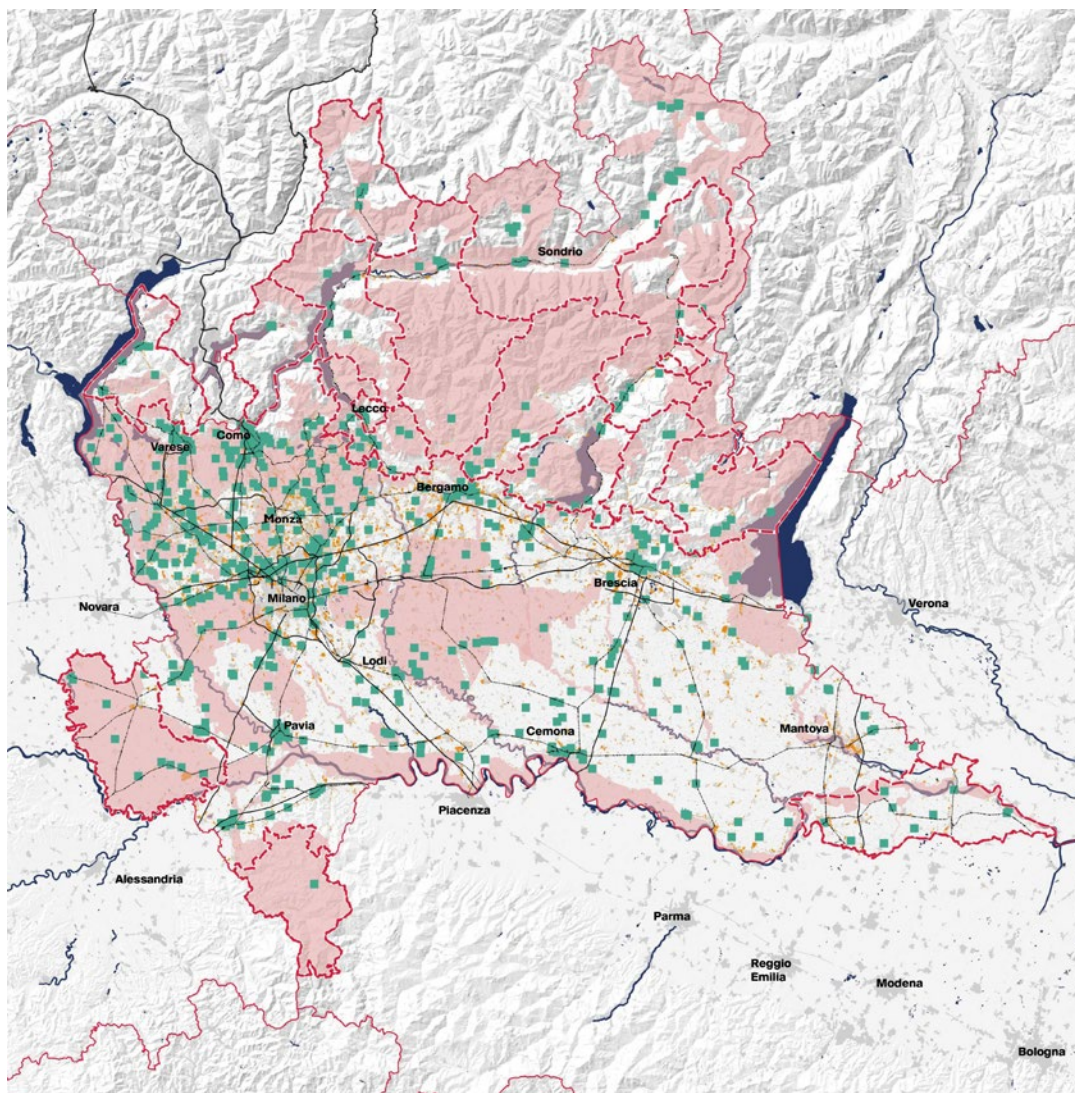 Sondrio
Lecco
Varese
Como
Bergamo
Monza
Brescia
Novara
Milano
Verona
Lodi
Pavia
Cemona
Mantova
Piacenza
Alessandria
Parma
Reggio
Emilia
Modena
Bologna